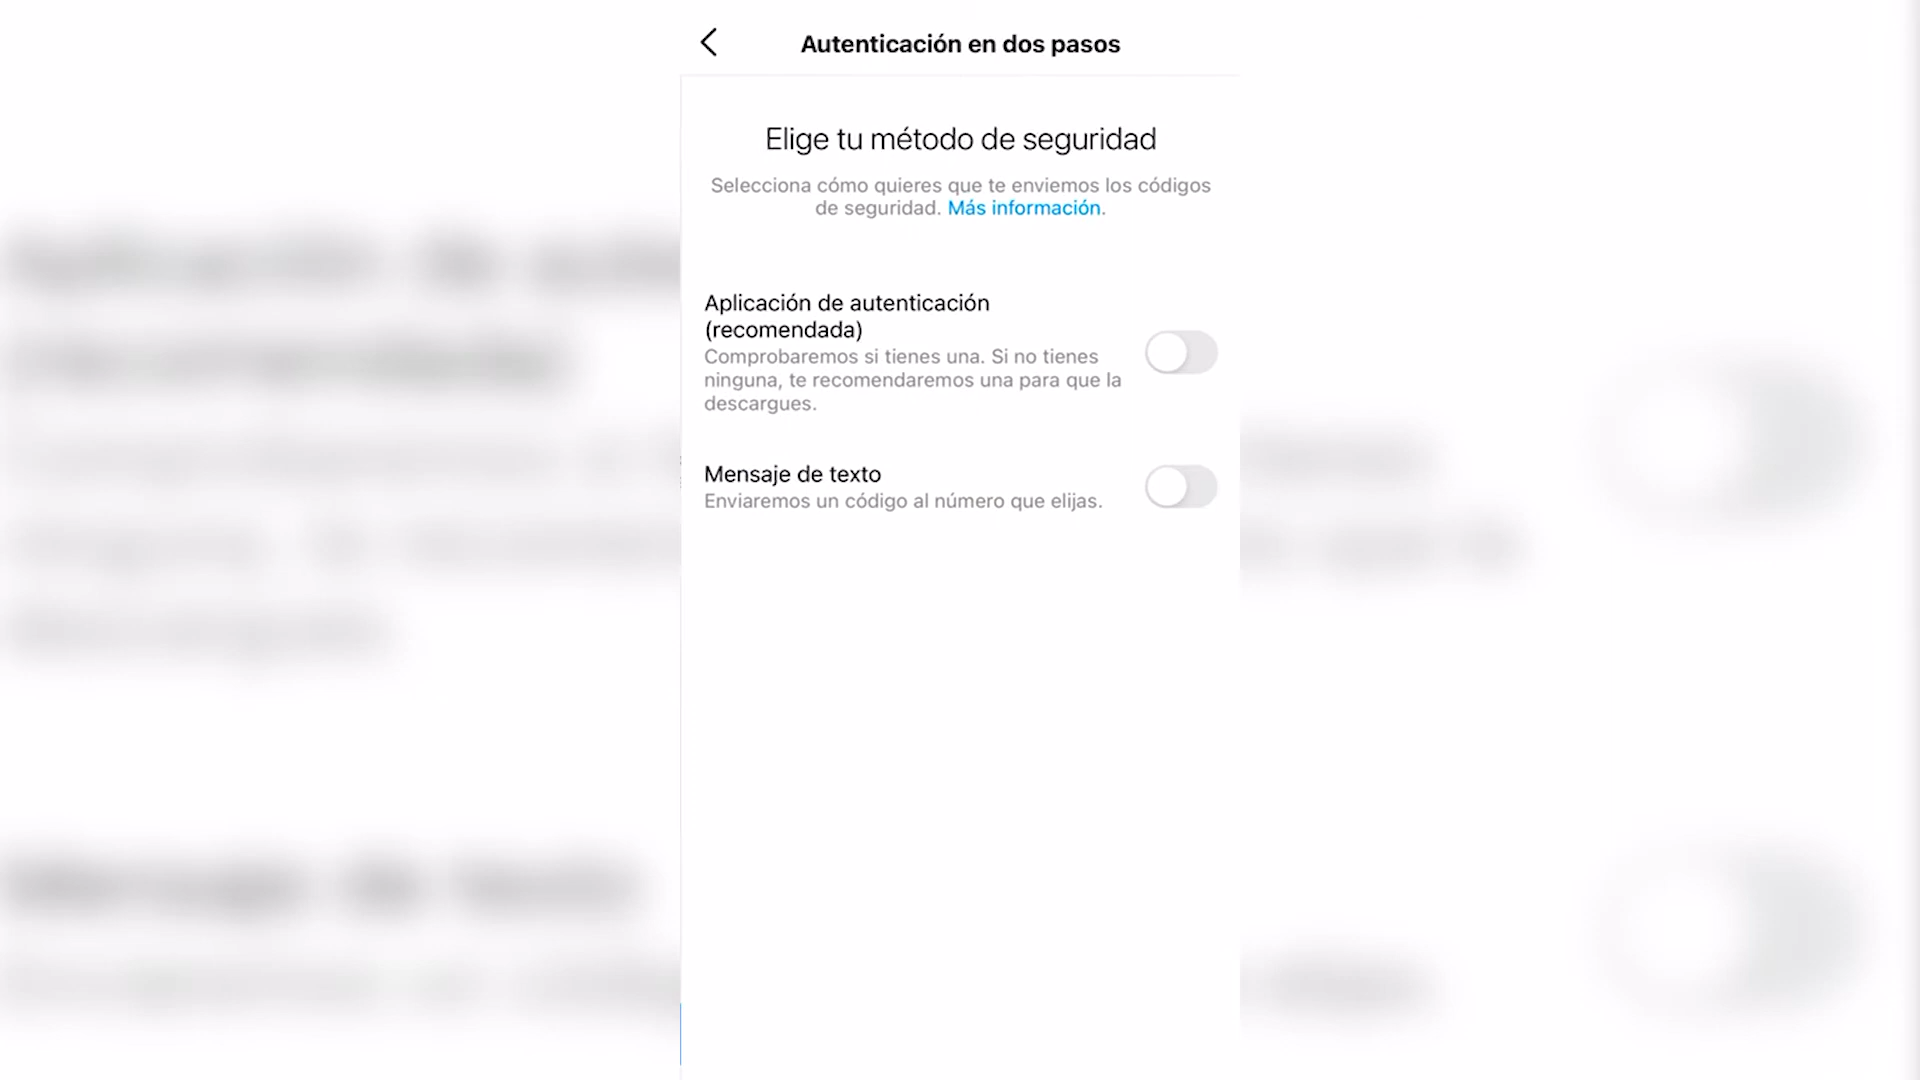 Autenticación en dos pasos
Elige tu método de seguridad
Selecciona cómo quieres que te enviemos los códigos
de seguridad. Más información.
Aplicación de autenticación
(recomendada)
Comprobaremos si tienes una. Si no tienes
ninguna, te recomendaremos una para que la
descargues.
Mensaje de texto
Enviaremos un código al número que elijas.